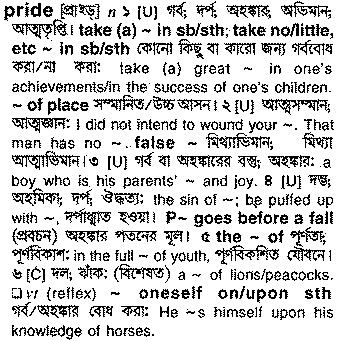 pride [প্রাইড্] n ১ [U] গর্ব, দর্প, অহঙ্কার, অভিমান,
আত্মতৃপ্তি। take (a) ~ in sb/sth; take no/little,
etc ~ in sb/sth কোনো কিছু বা কারো জন্য গর্ববোধ
করা/না করা: take (a) great ~ in one's
achievements/in the success of one's children.
~ of place সম্মানিত/উচ্চ আসন। ২ [U] আত্মসম্মান,
আত্মজ্ঞান: I did not intend to wound your ~. That
man has no ~. false ~ মিথ্যাভিমান; মিথ্যা
আত্মাভিমান। ৩ [U] গর্ব বা অহঙ্কারের বস্তু; অহঙ্কার: a
boy who is his parents' ~ and joy. ৪ [U] দম্ভ,
অহমিকা, দর্প, ঔদ্ধত্য: the sin of ~; be puffed up
with ~, দর্পোদ্ধত হওয়া। P~ goes before a fall
(প্রবচন) অহঙ্কার পতনের মূল। ৫ the ~ of পূর্ণতা;
পূর্ণবিকাশ: in the full ~ of youth, পূর্ণবিকশিত যৌবনে।
৬ [C] দল, ঝাঁক: (বিশেষত) a ~ of lions/peacocks.
□ vt (reflex) ~ oneself on/upon sth
গর্ব/অহঙ্কার বোধ করা: He ~s himself upon his
knowledge of horses.